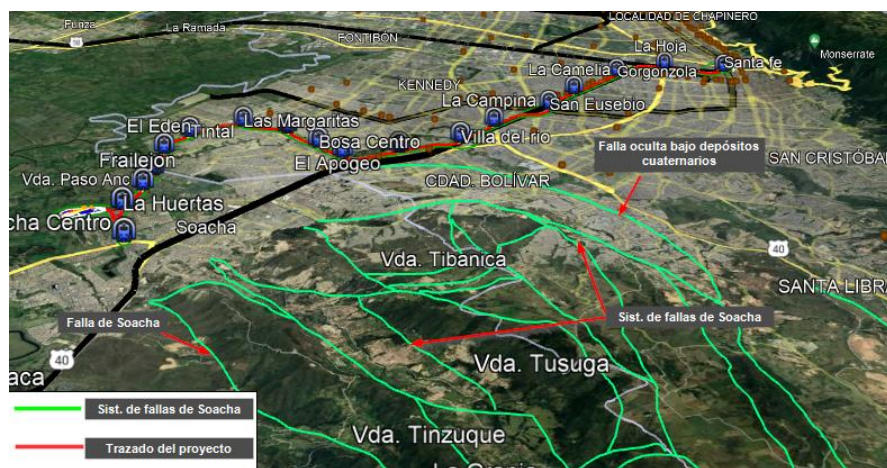 LOCALIDAD DE CHAPINERO
Funza
La Ramada
FONTIBÓN
La Hoja
Monserrate
Santa fe
La Camelia
Gorgonzola
KENNEDY
La Campina
San Eusebio
Las Margaritas
El Eden
Tintal
Bosa Centro
Villa del rio
Falla oculta bajo depósitos
cuaternarios
SAN CRISTÓBAL
Frailejon
El Apogeo
Vda. Paso Anc
CDAD. BOLÍVAR
La Huertas
cha Centro
Soacha
40
Vda. Tibanica
SANTA LIBRA
Falla de Soacha
Sist. de fallas de Soacha
40
Vda. Tusuga
aca
Sist. de fallas de Soacha
Trazado del proyecto
Vda. Tinzuque